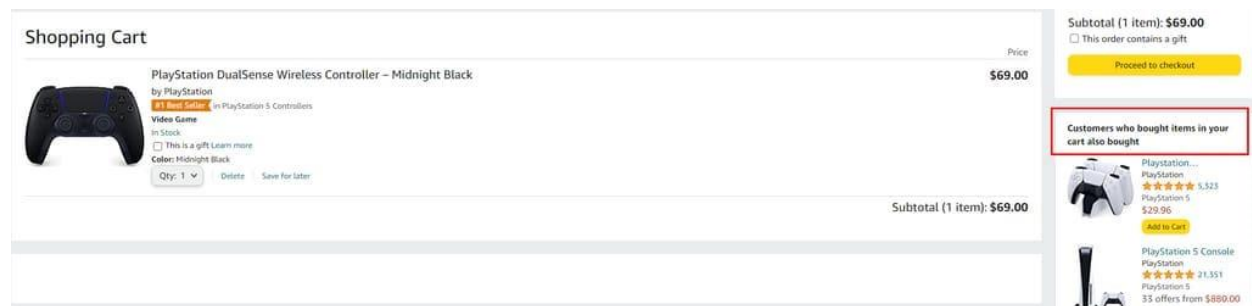 Shopping Cart
Price
PlayStation DualSense Wireless Controller – Midnight Black
$69.00
by PlayStation
#1 Best Seller in PlayStation 5 Controllers
Video Game
In Stock
This is a gift Learn more
Color: Midnight Black
Qty: 1 Delete Save for later
Subtotal (1 item): $69.00
Subtotal (1 item): $69.00
This order contains a gift
Proceed to checkout
Customers who bought items in your
cart also bought
Playstation...
PlayStation
5,323
PlayStation 5
$29.96
Add to Cart
PlayStation 5 Console
PlayStation
21,351
PlayStation 5
33 offers from $880.00